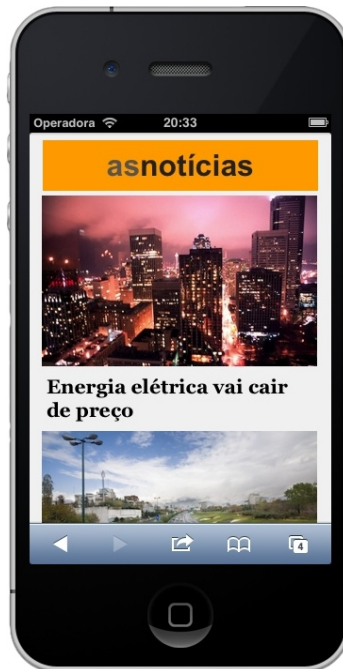 Operadora 20:33
asnotícias
Energia elétrica vai cair
de preço
4